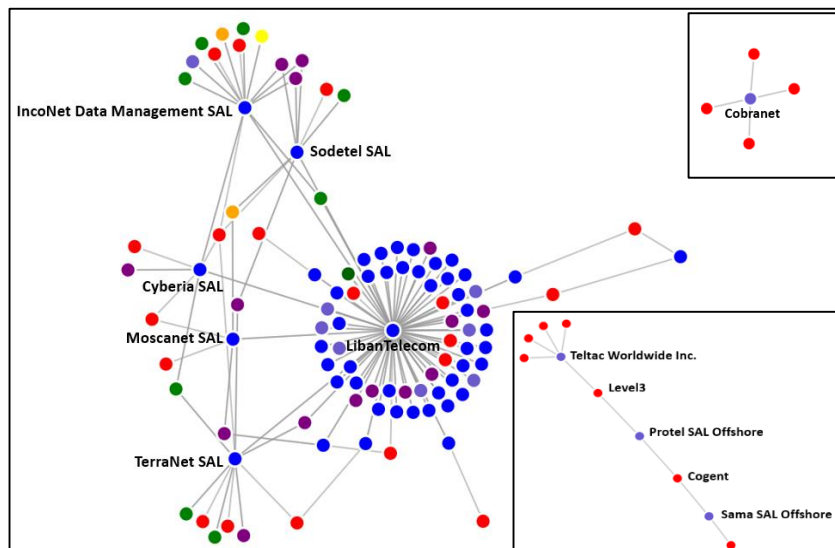 IncoNet Data Management SAL
Sodetel SAL
Cobranet
Cyberia SAL
Moscanet SAL
LibanTelecom
TerraNet SAL
Teltac Worldwide Inc.
Level3
Protel SAL Offshore
Cogent
Sama SAL Offshore